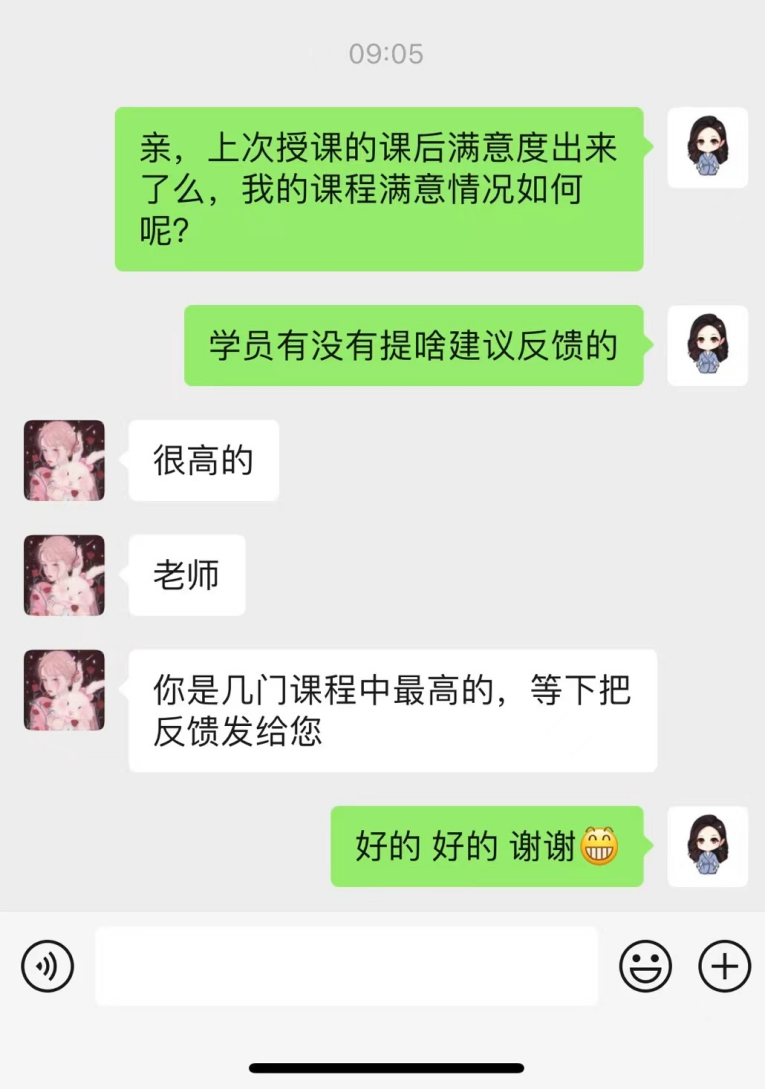 09:05
亲，上次授课的课后满意度出来
了么，我的课程满意情况如何
呢？
学员有没有提啥建议反馈的
很高的
老师
你是几门课程中最高的，等下把
反馈发给您
好的 好的 谢谢😁